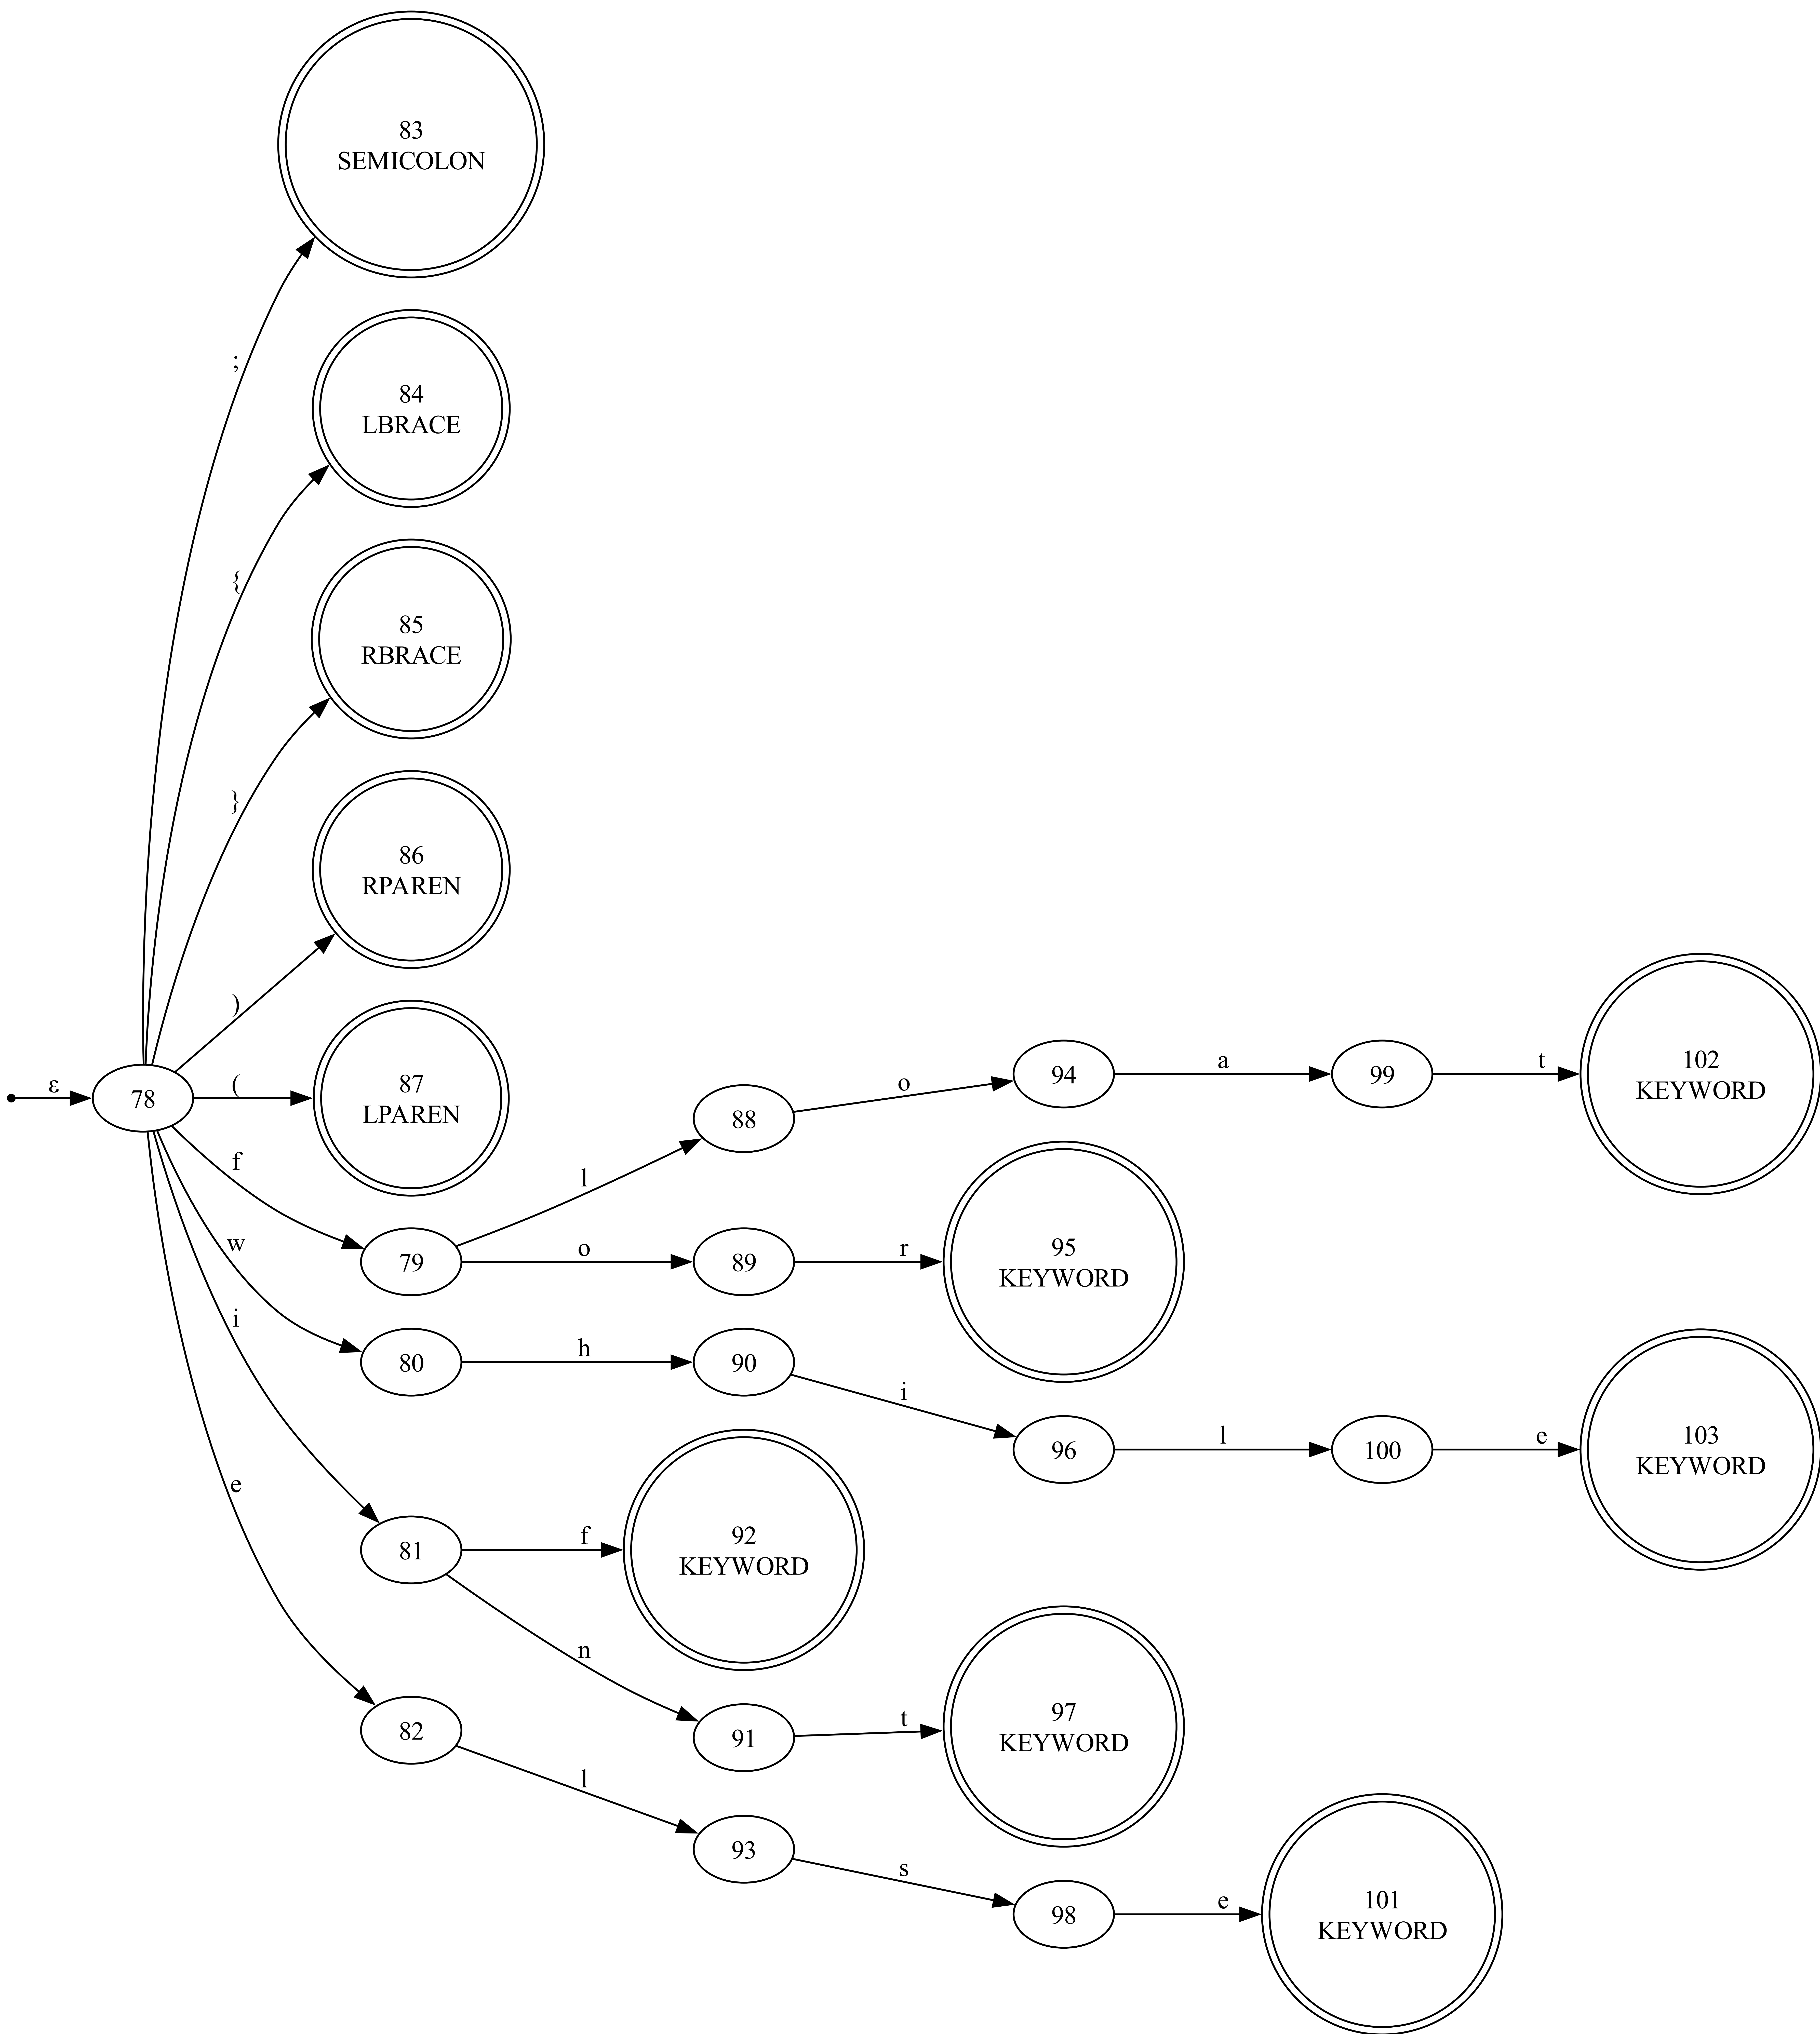 83
SEMICOLON
;
84
LBRACE
{
85
RBRACE
}
86
RPAREN
)
ε
78
(
87
LPAREN
f
79
l
88
o
94
a
99
t
102
KEYWORD
o
89
r
95
KEYWORD
w
80
h
90
i
96
l
100
e
103
KEYWORD
i
81
f
92
KEYWORD
n
91
t
97
KEYWORD
e
82
l
93
s
98
e
101
KEYWORD